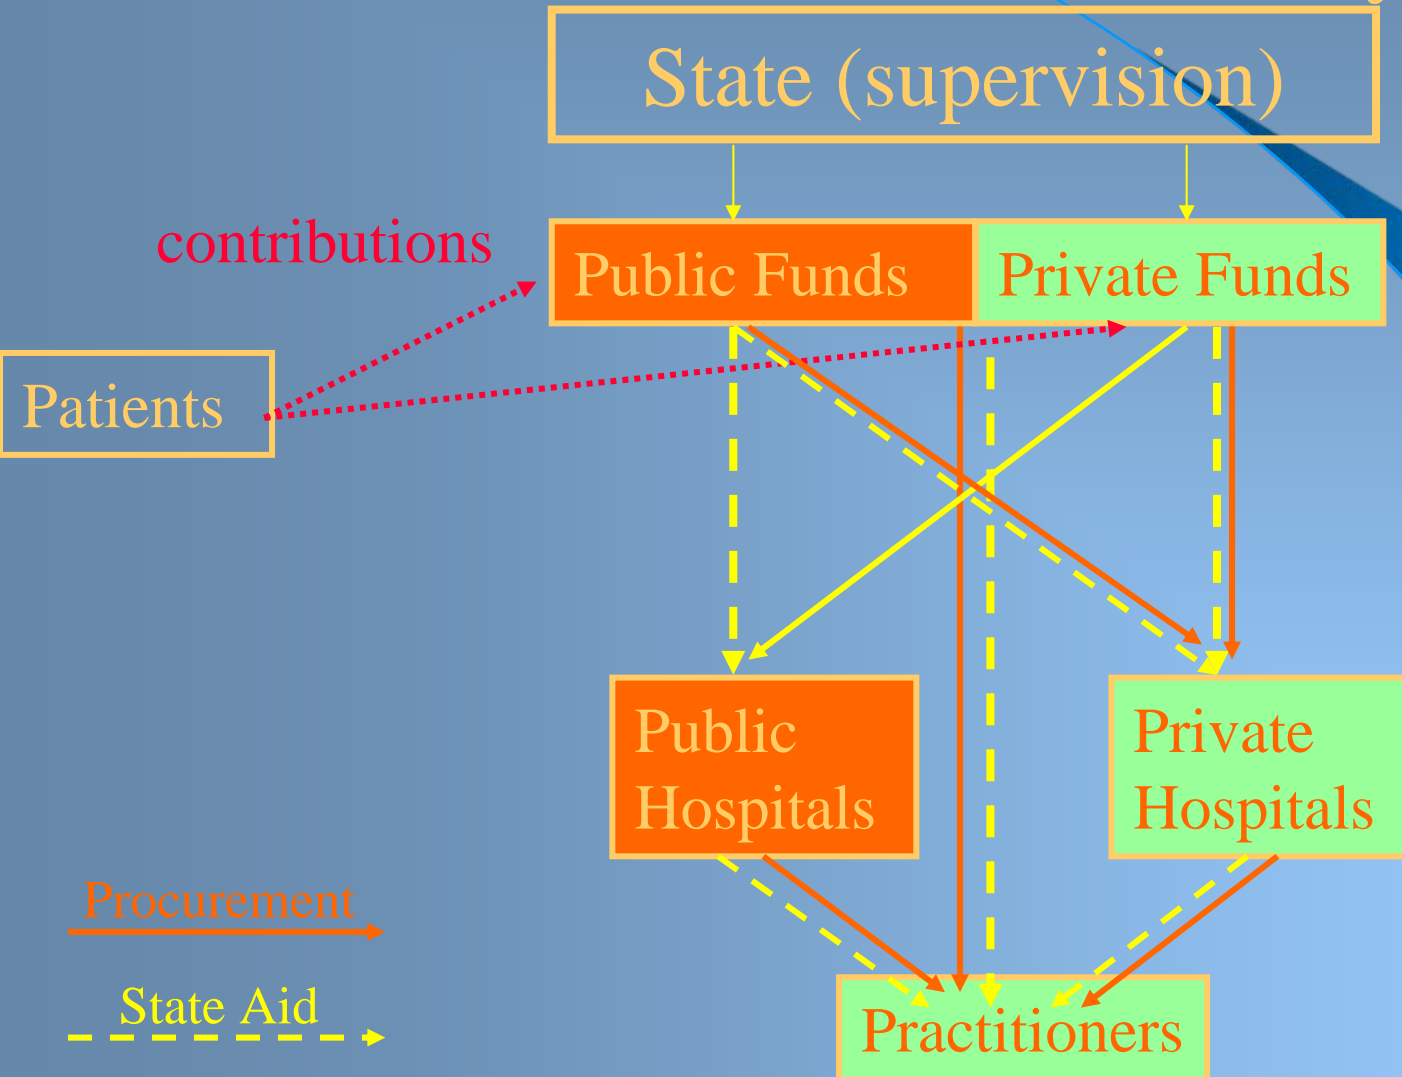 State (supervision)
contributions
Public Funds
Private Funds
Patients
Public
Hospitals
Private
Hospitals
Procurement
State Aid
Practitioners